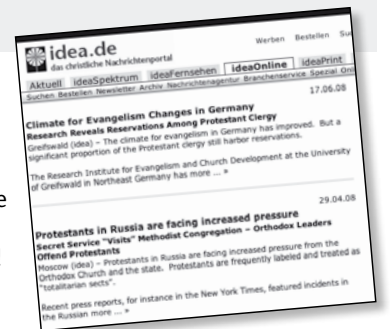 idea.de
das christliche Nachrichtenportal
Werben Bestellen
Aktuell ideaSpektrum ideaFernsehen ideaOnline ideaPrint
Suchen Bestellen Newsletter Archiv Nachrichtenagentur Branchenservice Spezial
17.06.08
Climate for Evangelism Changes in Germany
Research Reveals Reservations Among Protestant Clergy
Greifswald (idea) – The climate for evangelism in Germany has improved. But a
significant proportion of the Protestant clergy still harbor reservations.
The Research Institute for Evangelism and Church Development at the University
of Greifswald in Northeast Germany has more ... »
29.04.08
Protestants in Russia are facing increased pressure
Secret Service "Visits" Methodist Congregation – Orthodox Leaders
Offend Protestants
Moscow (idea) – Protestants in Russia are facing increased pressure from the
Orthodox Church and the state. Protestants are frequently labeled and treated as
"totalitarian sects".
Recent press reports, for instance in the New York Times, featured incidents in
the Russian more ... »